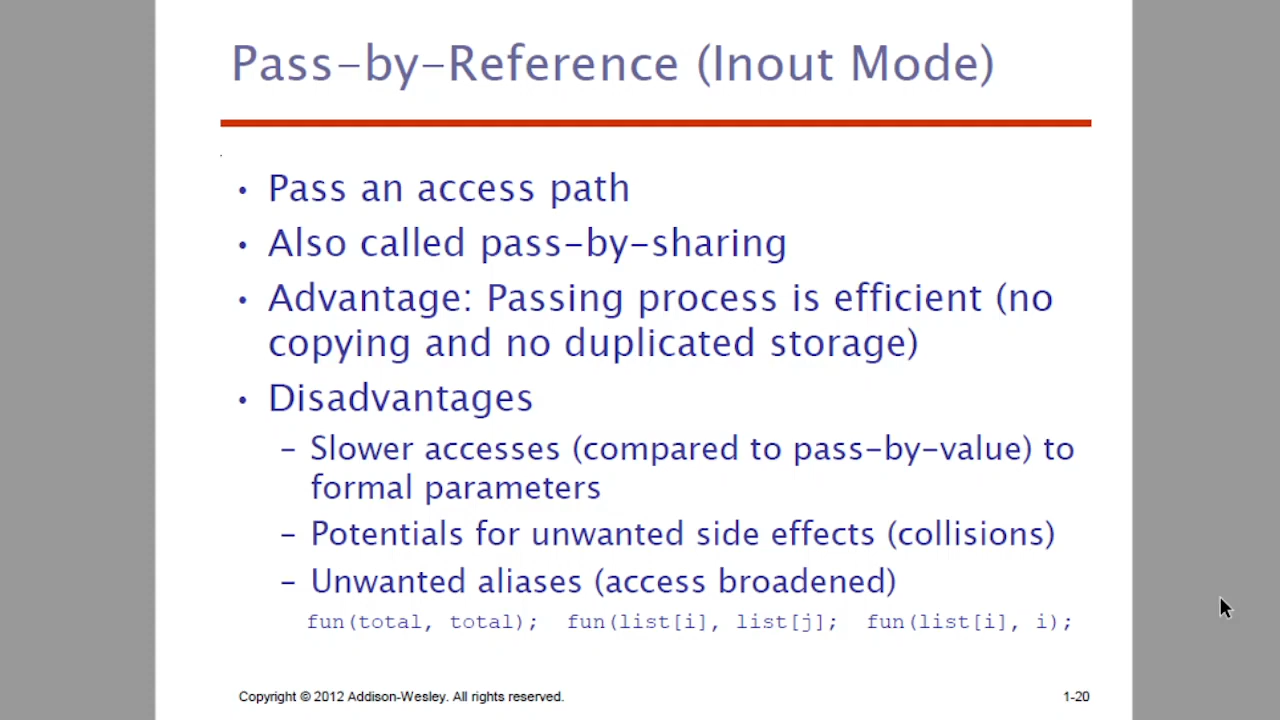 Pass-by-Reference (Inout Mode)
• Pass an access path
• Also called pass-by-sharing
• Advantage: Passing process is efficient (no
copying and no duplicated storage)
• Disadvantages
– Slower accesses (compared to pass-by-value) to
formal parameters
– Potentials for unwanted side effects (collisions)
– Unwanted aliases (access broadened)
fun(total, total);  fun(list[i], list[j];  fun(list[i], i);
Copyright © 2012 Addison-Wesley. All rights reserved.
1-20